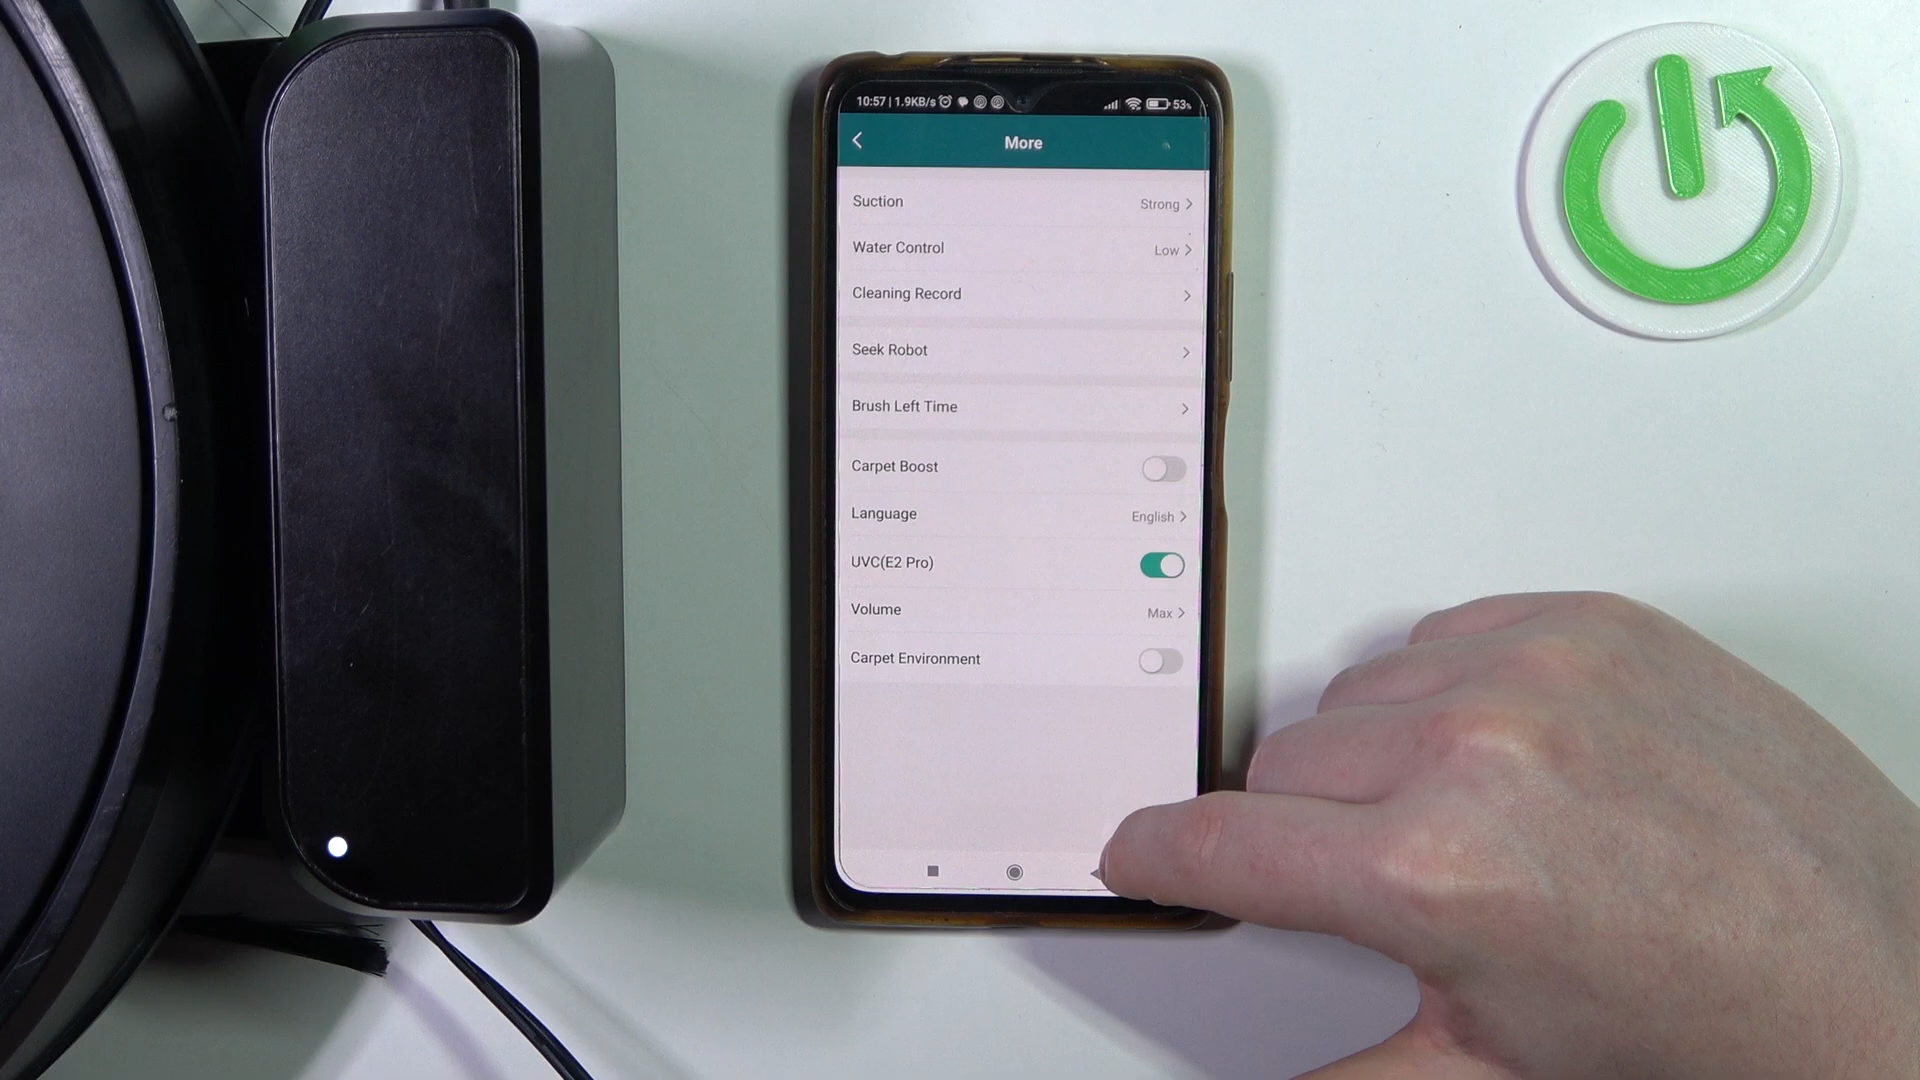 10:57 | 1.9KB/s 53%
More
Suction Strong
Water Control Low
Cleaning Record
Seek Robot
Brush Left Time
Carpet Boost
Language English
UVC(E2 Pro)
Volume Max
Carpet Environment